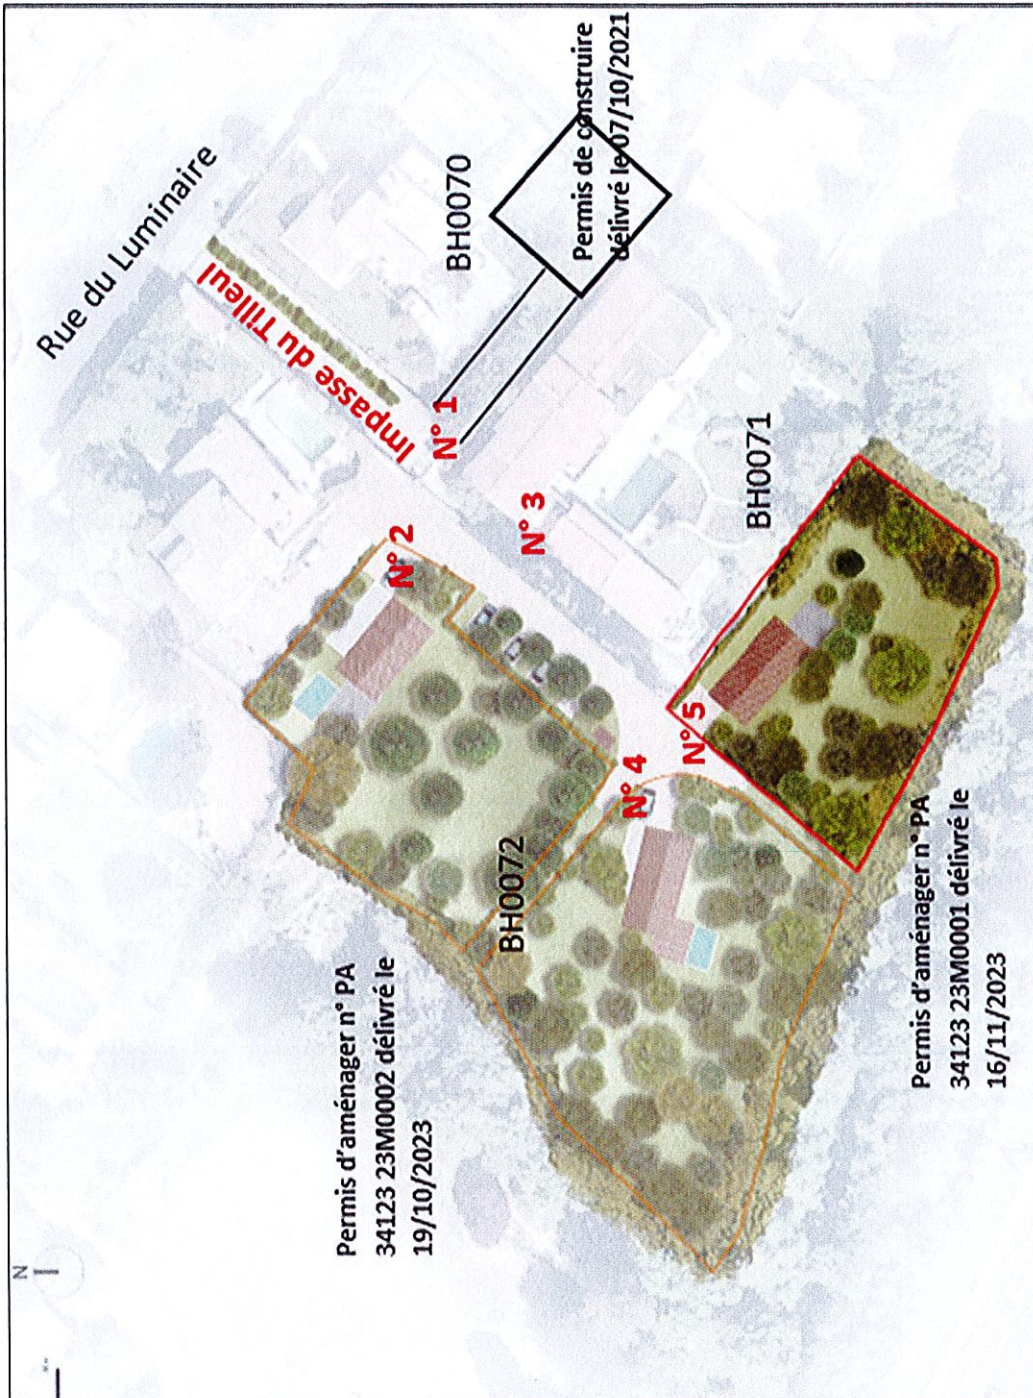 N
Rue du Luminaire
Impasse du Tilleul
BH0070
Permis de construire
délivré le 07/10/2021
N° 1
N° 2
N° 3
BH0071
N° 5
N° 4
BH0072
Permis d'aménager n° PA
34123 23M0002 délivré le
19/10/2023
Permis d'aménager n° PA
34123 23M0001 délivré le
16/11/2023